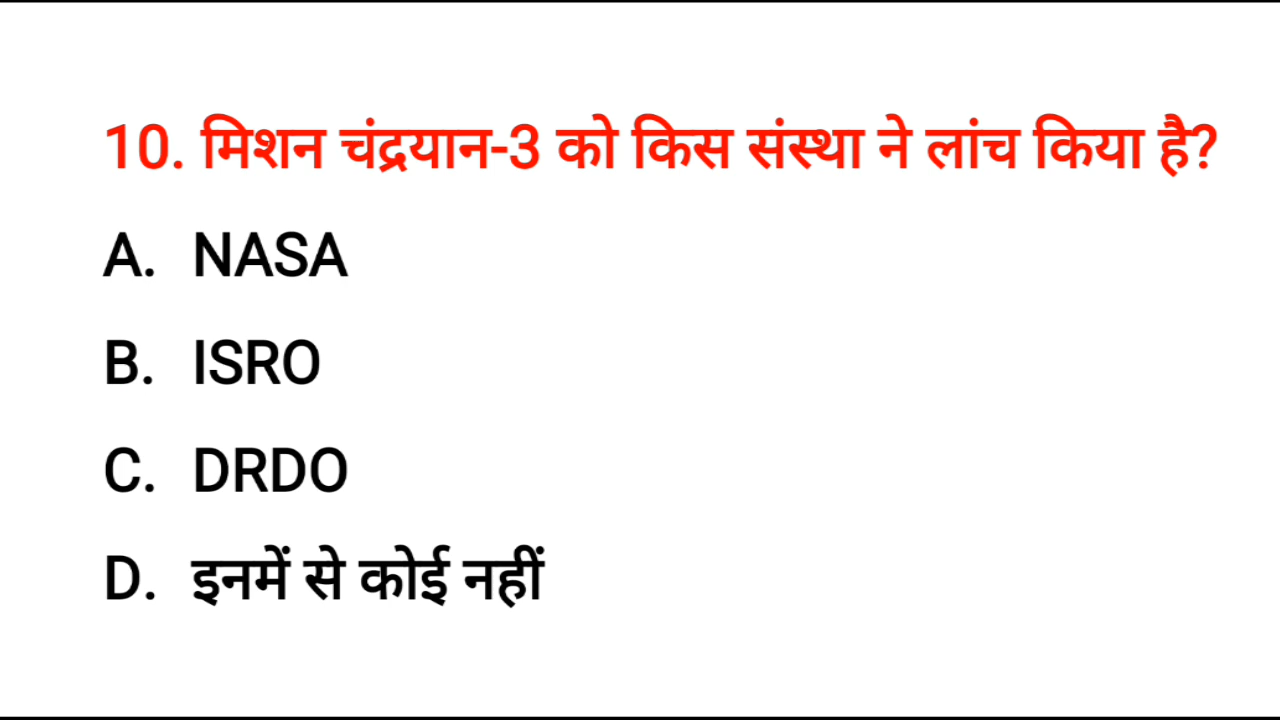 10. मिशन चंद्रयान-3 को किस संस्था ने लांच किया है?
A. NASA
B. ISRO
C. DRDO
D. इनमें से कोई नहीं